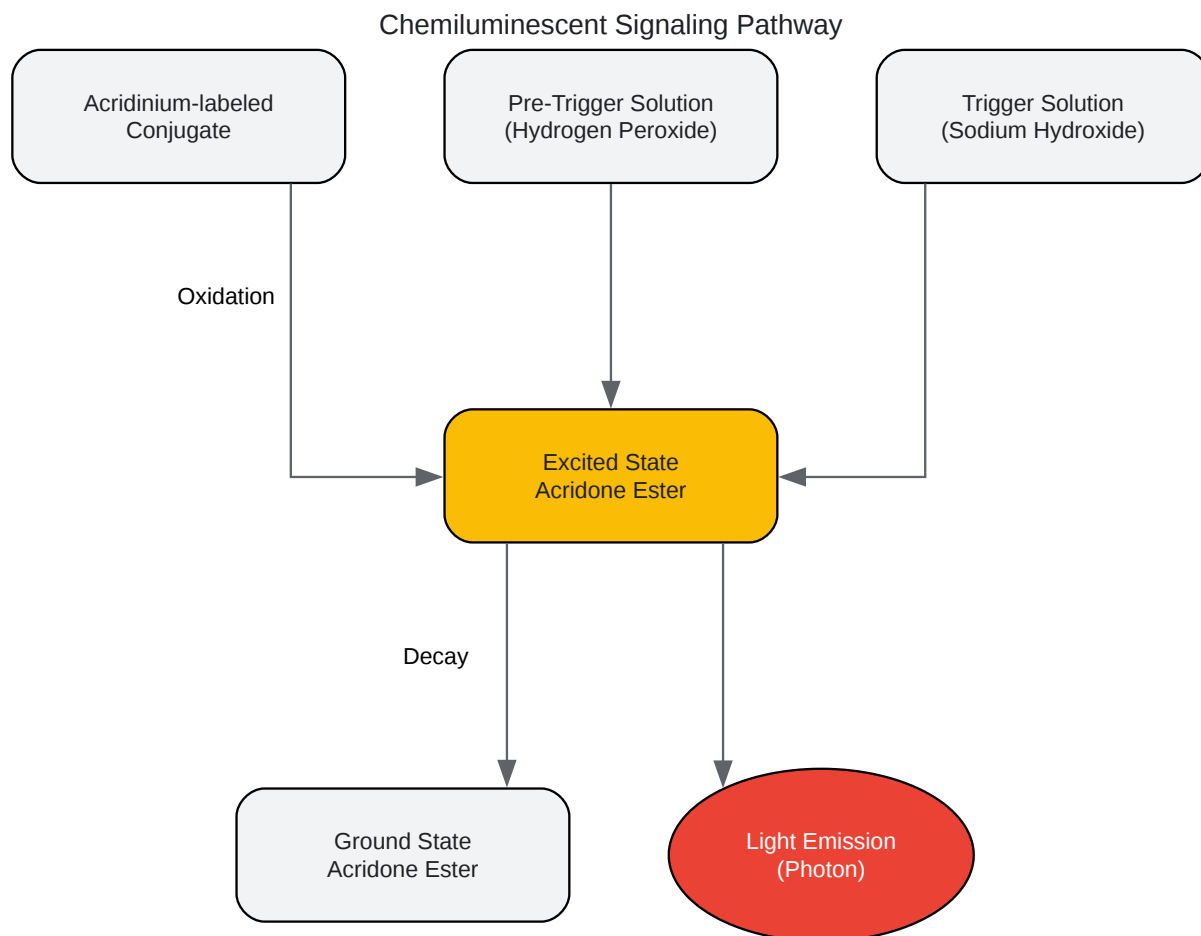 Chemiluminescent Signaling Pathway
Acridinium-labeled
Conjugate
Pre-Trigger Solution
(Hydrogen Peroxide)
Trigger Solution
(Sodium Hydroxide)
Oxidation
Excited State
Acridone Ester
Decay
Ground State
Acridone Ester
Light Emission
(Photon)